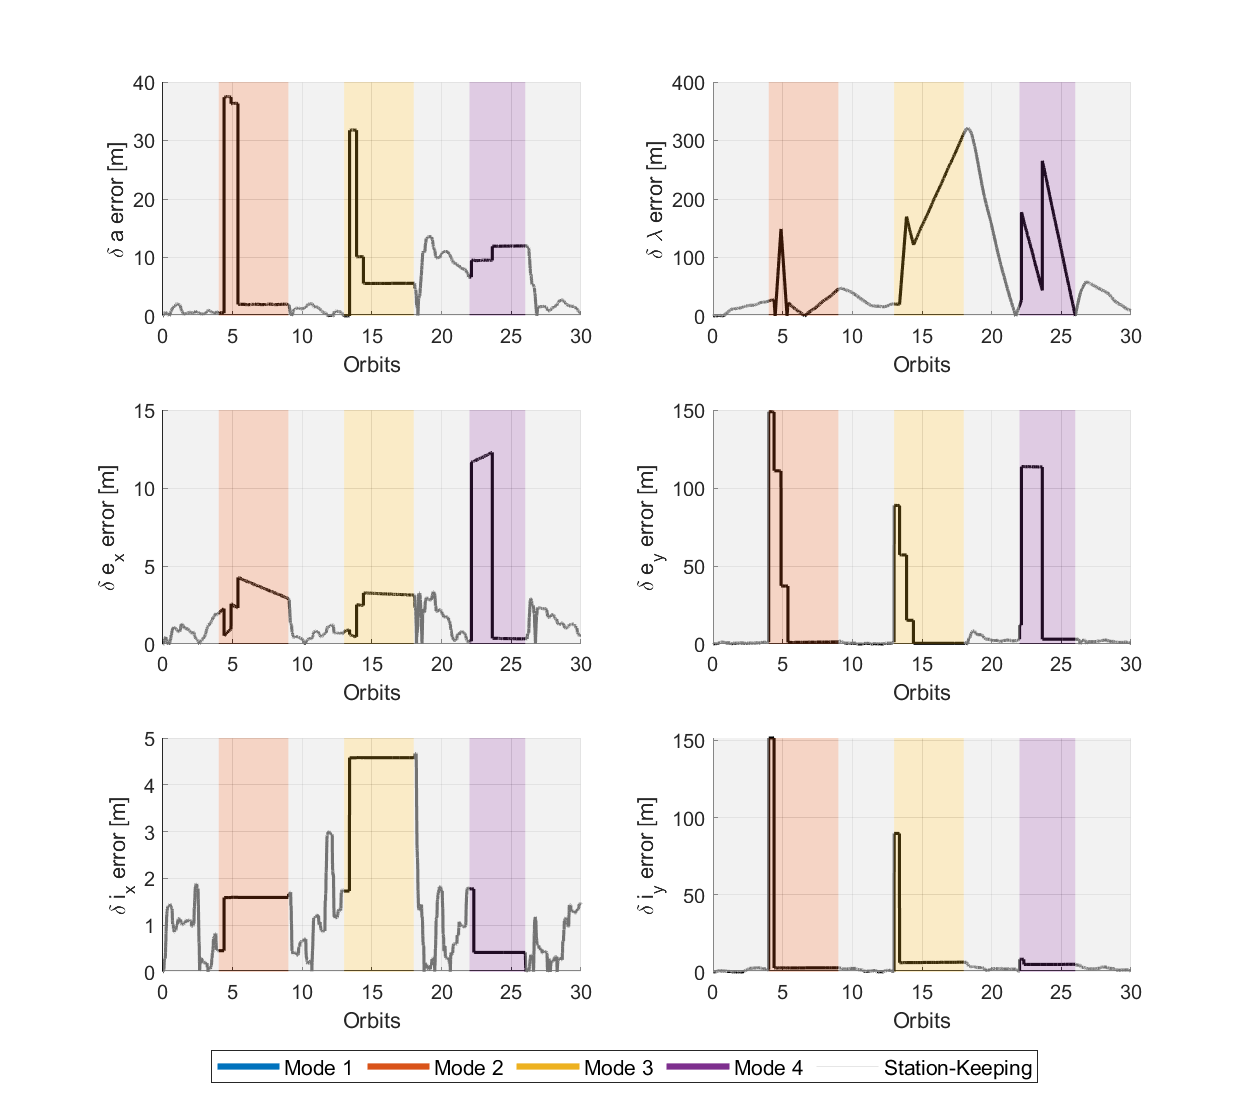 40
30
20
10
0
δ a error [m]
0 5 10 15 20 25 30
Orbits
400
300
200
100
0
δ λ error [m]
0 5 10 15 20 25 30
Orbits
15
10
5
0
δ e_x error [m]
0 5 10 15 20 25 30
Orbits
150
100
50
0
δ e_y error [m]
0 5 10 15 20 25 30
Orbits
5
4
3
2
1
0
δ i_x error [m]
0 5 10 15 20 25 30
Orbits
150
100
50
0
δ i_y error [m]
0 5 10 15 20 25 30
Orbits
Mode 1 Mode 2 Mode 3 Mode 4 Station-Keeping